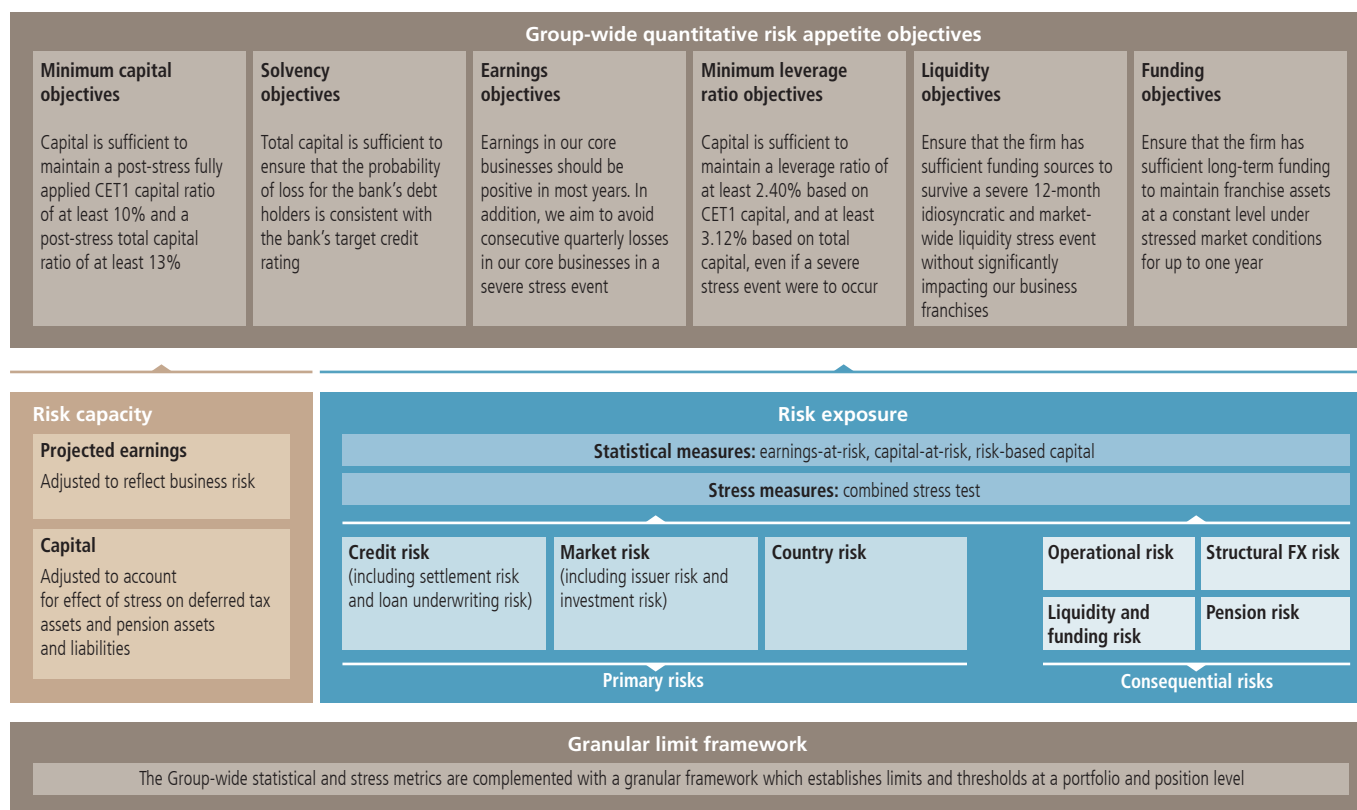 Group-wide quantitative risk appetite objectives
Minimum capital
objectives
Capital is sufficient to
maintain a post-stress fully
applied CET1 capital ratio
of at least 10% and a
post-stress total capital
ratio of at least 13%
Solvency
objectives
Total capital is sufficient to
ensure that the probability
of loss for the bank’s debt
holders is consistent with
the bank’s target credit
rating
Earnings
objectives
Earnings in our core
businesses should be
positive in most years. In
addition, we aim to avoid
consecutive quarterly losses
in our core businesses in a
severe stress event
Minimum leverage
ratio objectives
Capital is sufficient to
maintain a leverage ratio of
at least 2.40% based on
CET1 capital, and at least
3.12% based on total
capital, even if a severe
stress event were to occur
Liquidity
objectives
Ensure that the firm has
sufficient funding sources to
survive a severe 12-month
idiosyncratic and market-
wide liquidity stress event
without significantly
impacting our business
franchises
Funding
objectives
Ensure that the firm has
sufficient long-term funding
to maintain franchise assets
at a constant level under
stressed market conditions
for up to one year
Risk capacity
Projected earnings
Adjusted to reflect business risk
Capital
Adjusted to account
for effect of stress on deferred tax
assets and pension assets
and liabilities
Risk exposure
Statistical measures: earnings-at-risk, capital-at-risk, risk-based capital
Stress measures: combined stress test
Credit risk
(including settlement risk
and loan underwriting risk)
Market risk
(including issuer risk and
investment risk)
Country risk
Primary risks
Operational risk
Structural FX risk
Liquidity and
funding risk
Pension risk
Consequential risks
Granular limit framework
The Group-wide statistical and stress metrics are complemented with a granular framework which establishes limits and thresholds at a portfolio and position level